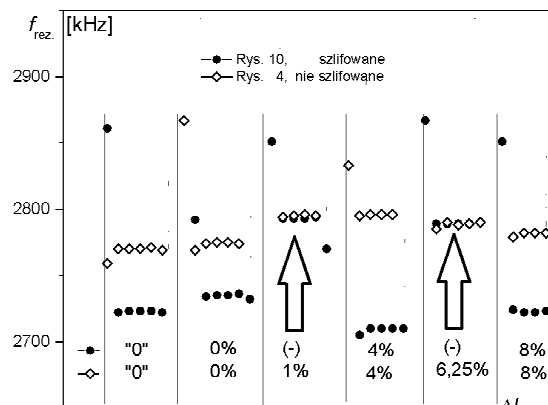 f rez. [kHz]
Rys. 10, szlifowane
Rys. 4, nie szlifowane
2900
2800
2700
"0" 0% (-) 4% (-) 8%
"0" 0% 1% 4% 6,25% 8%